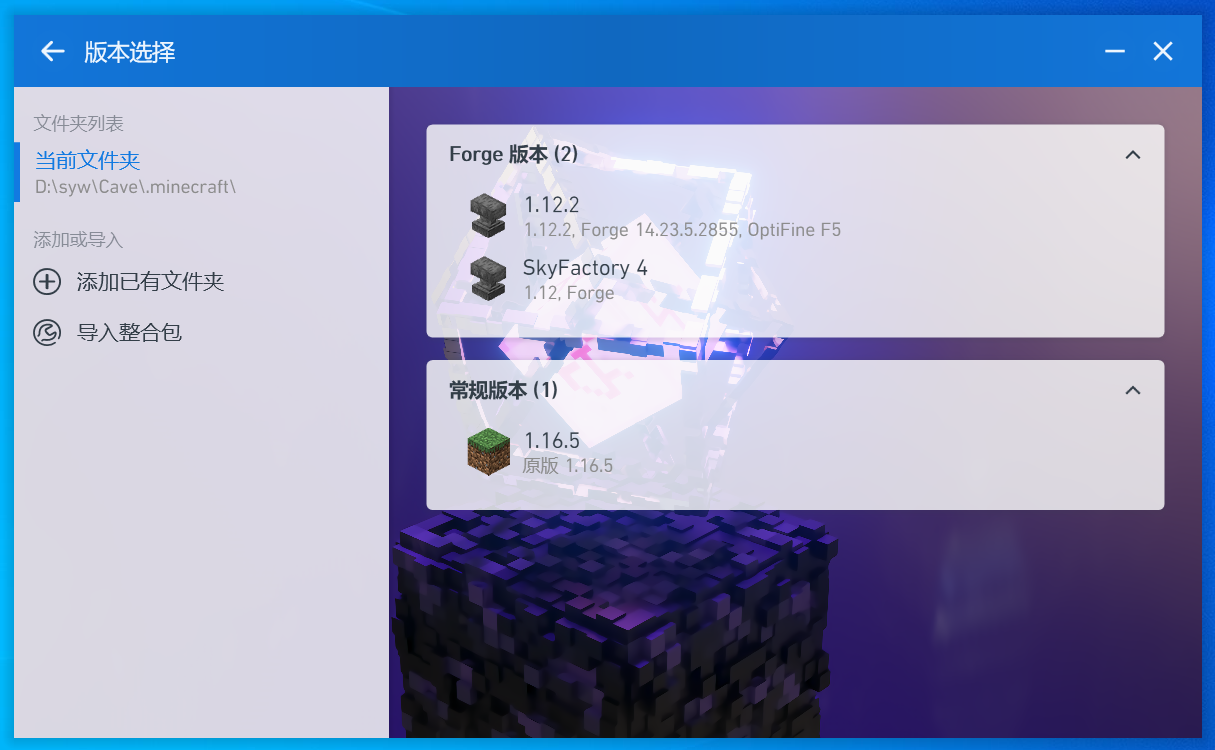 版本选择
文件夹列表
当前文件夹
D:\syw\Cave\.minecraft\
添加或导入
添加已有文件夹
导入整合包
Forge 版本 (2)
1.12.2
1.12.2, Forge 14.23.5.2855, OptiFine F5
SkyFactory 4
1.12, Forge
常规版本 (1)
1.16.5
原版 1.16.5